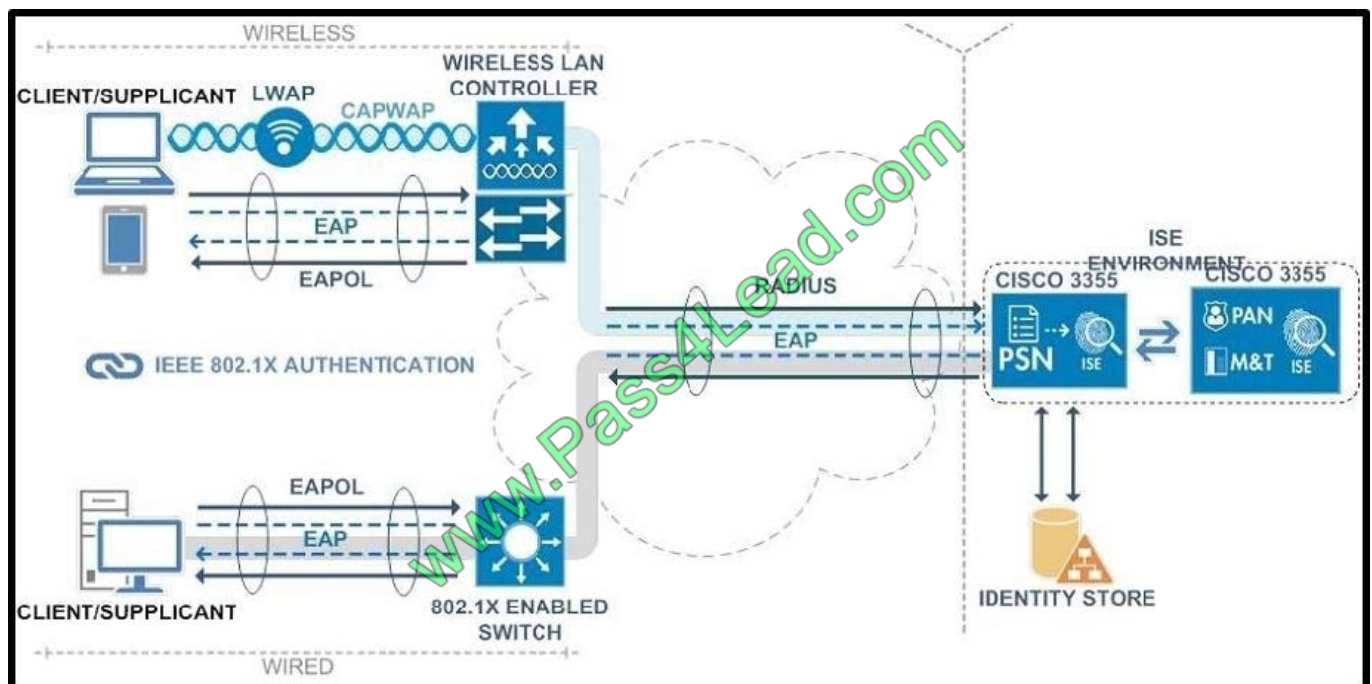 WIRELESS
CLIENT/SUPPLICANT
LWAP
CAPWAP
WIRELESS LAN
CONTROLLER
EAP
EAPOL
IEEE 802.1X AUTHENTICATION
EAPOL
EAP
CLIENT/SUPPLICANT
802.1X ENABLED
SWITCH
WIRED
RADIUS
EAP
www.Pass4Lead.com
ISE
ENVIRONMENT
CISCO 3355
PSN
ISE
CISCO 3355
PAN
M&T
ISE
IDENTITY STORE